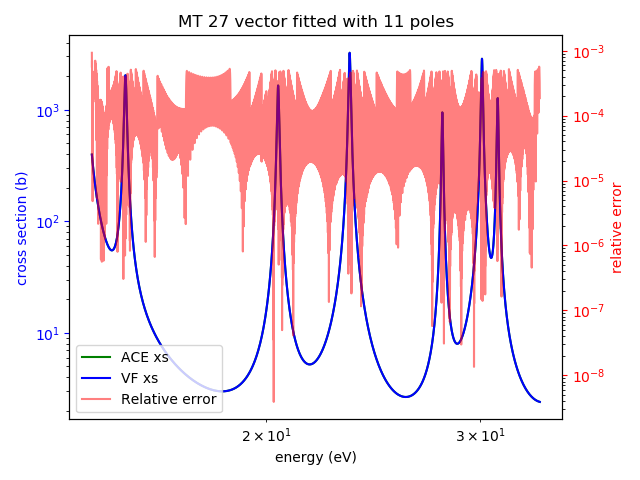 MT 27 vector fitted with 11 poles
10³
10²
10¹
cross section (b)
ACE xs
VF xs
Relative error
2 × 10¹
3 × 10¹
energy (eV)
10⁻³
10⁻⁴
10⁻⁵
10⁻⁶
10⁻⁷
10⁻⁸
relative error